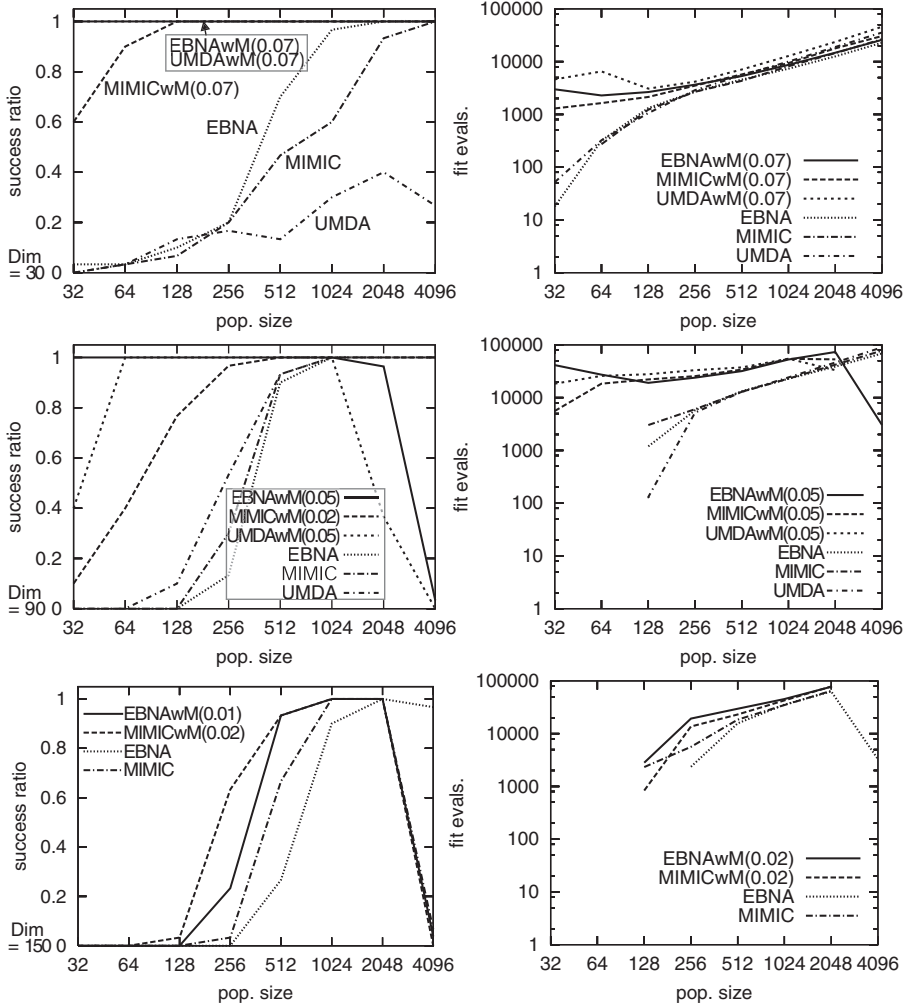 1
0.8
0.6
0.4
0.2
0
success ratio
Dim
= 30
EBNAwM(0.07)
UMDAwM(0.07)
MIMICwM(0.07)
EBNA
MIMIC
UMDA
32 64 128 256 512 1024 2048 4096
pop. size
100000
10000
1000
100
10
1
fit evals.
EBNAwM(0.07)
MIMICwM(0.07)
UMDAwM(0.07)
EBNA
MIMIC
UMDA
32 64 128 256 512 1024 2048 4096
pop. size
1
0.8
0.6
0.4
0.2
0
success ratio
Dim
= 90
EBNAwM(0.05)
MIMICwM(0.02)
UMDAwM(0.05)
EBNA
MIMIC
UMDA
32 64 128 256 512 1024 2048 4096
pop. size
100000
10000
1000
100
10
1
fit evals.
EBNAwM(0.05)
MIMICwM(0.05)
UMDAwM(0.05)
EBNA
MIMIC
UMDA
32 64 128 256 512 1024 2048 4096
pop. size
1
0.8
0.6
0.4
0.2
0
success ratio
Dim
= 150
EBNAwM(0.01)
MIMICwM(0.02)
EBNA
MIMIC
32 64 128 256 512 1024 2048 4096
pop. size
100000
10000
1000
100
10
1
fit evals.
EBNAwM(0.02)
MIMICwM(0.02)
EBNA
MIMIC
32 64 128 256 512 1024 2048 4096
pop. size